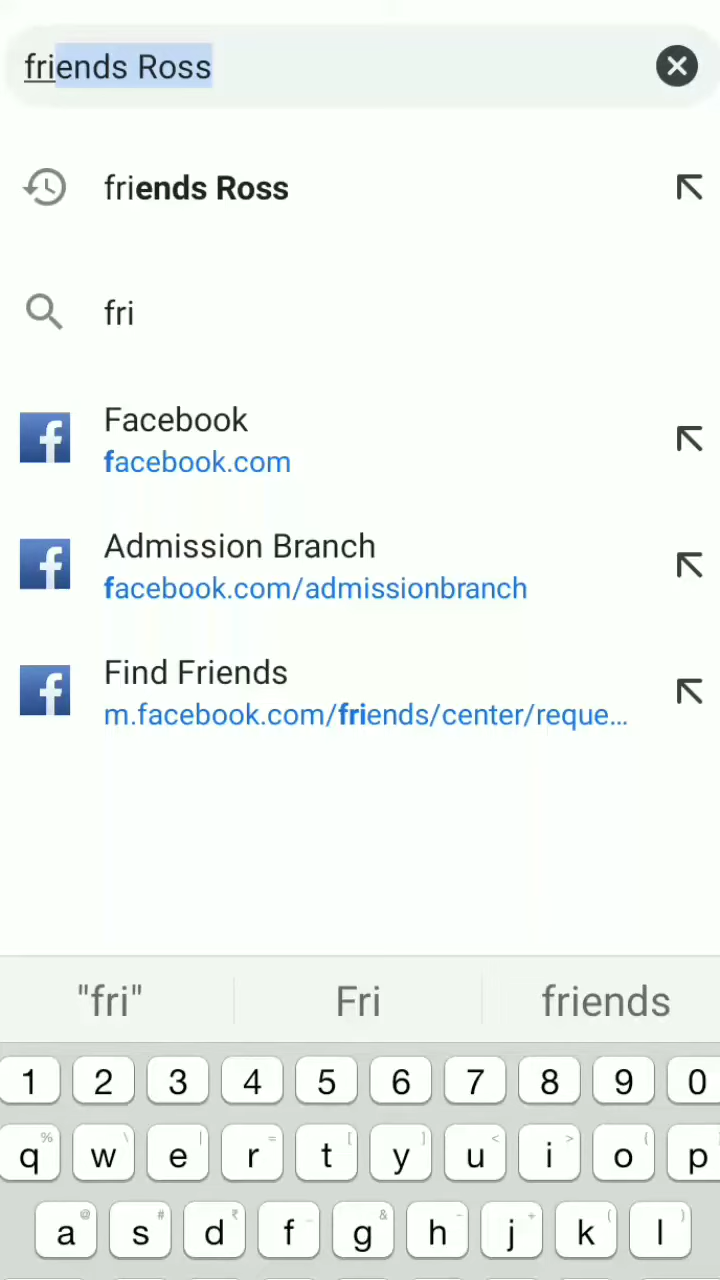 friends Ross
friends Ross
fri
Facebook
facebook.com
Admission Branch
facebook.com/admissionbranch
Find Friends
m.facebook.com/friends/center/reque...
"fri" Fri friends
1 2 3 4 5 6 7 8 9 0
% \ | = [ ] < > {
q w e r t y u i o p
@ # ₹ _ & - + ( )
a s d f g h j k l